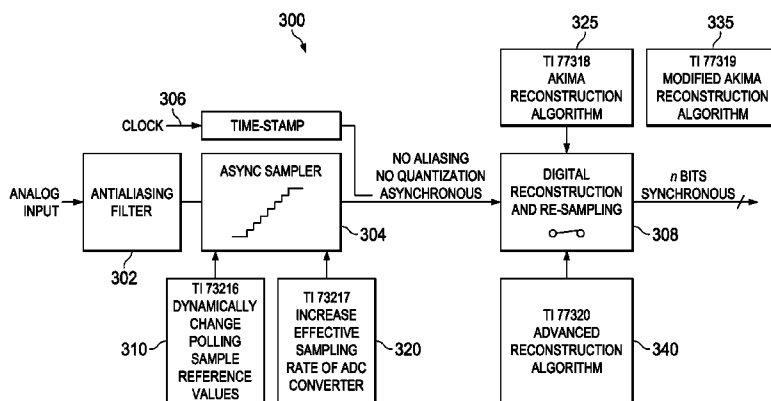 300
325
335
TI 77318
AKIMA
RECONSTRUCTION
ALGORITHM
TI 77319
MODIFIED AKIMA
RECONSTRUCTION
ALGORITHM
306
CLOCK
TIME-STAMP
ANALOG
INPUT
ANTIALIASING
FILTER
302
ASYNC SAMPLER
304
NO ALIASING
NO QUANTIZATION
ASYNCHRONOUS
DIGITAL
RECONSTRUCTION
AND RE-SAMPLING
308
n BITS
SYNCHRONOUS
310
TI 73216
DYNAMICALLY
CHANGE
POLLING
SAMPLE
REFERENCE
VALUES
TI 73217
INCREASE
EFFECTIVE
SAMPLING
RATE OF ADC
CONVERTER
320
TI 77320
ADVANCED
RECONSTRUCTION
ALGORITHM
340